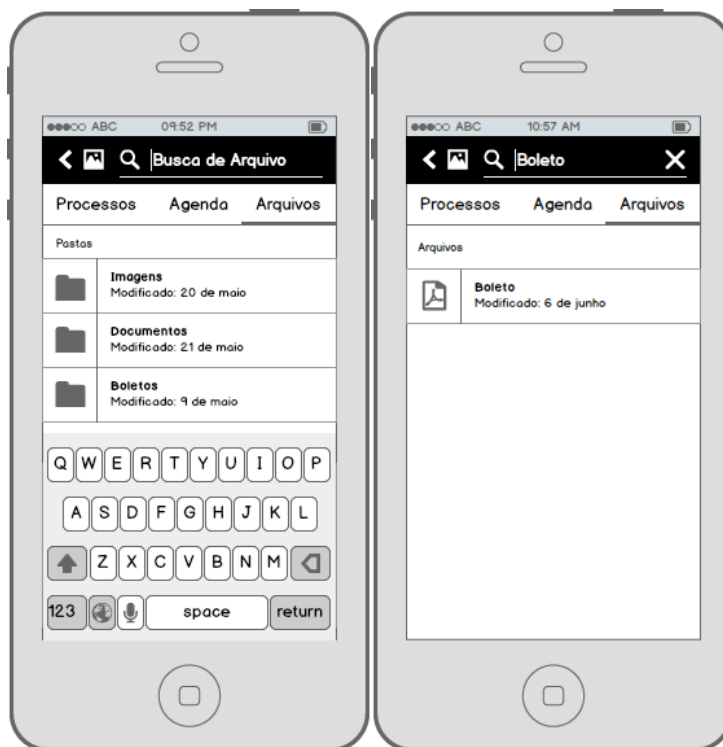 ABC 09:52 PM
Busca de Arquivo
Processos Agenda Arquivos
Pastas
Imagens
Modificado: 20 de maio
Documentos
Modificado: 21 de maio
Boletos
Modificado: 9 de maio
Q W E R T Y U I O P
A S D F G H J K L
Z X C V B N M
123 space return
ABC 10:57 AM
Boleto
Processos Agenda Arquivos
Arquivos
Boleto
Modificado: 6 de junho